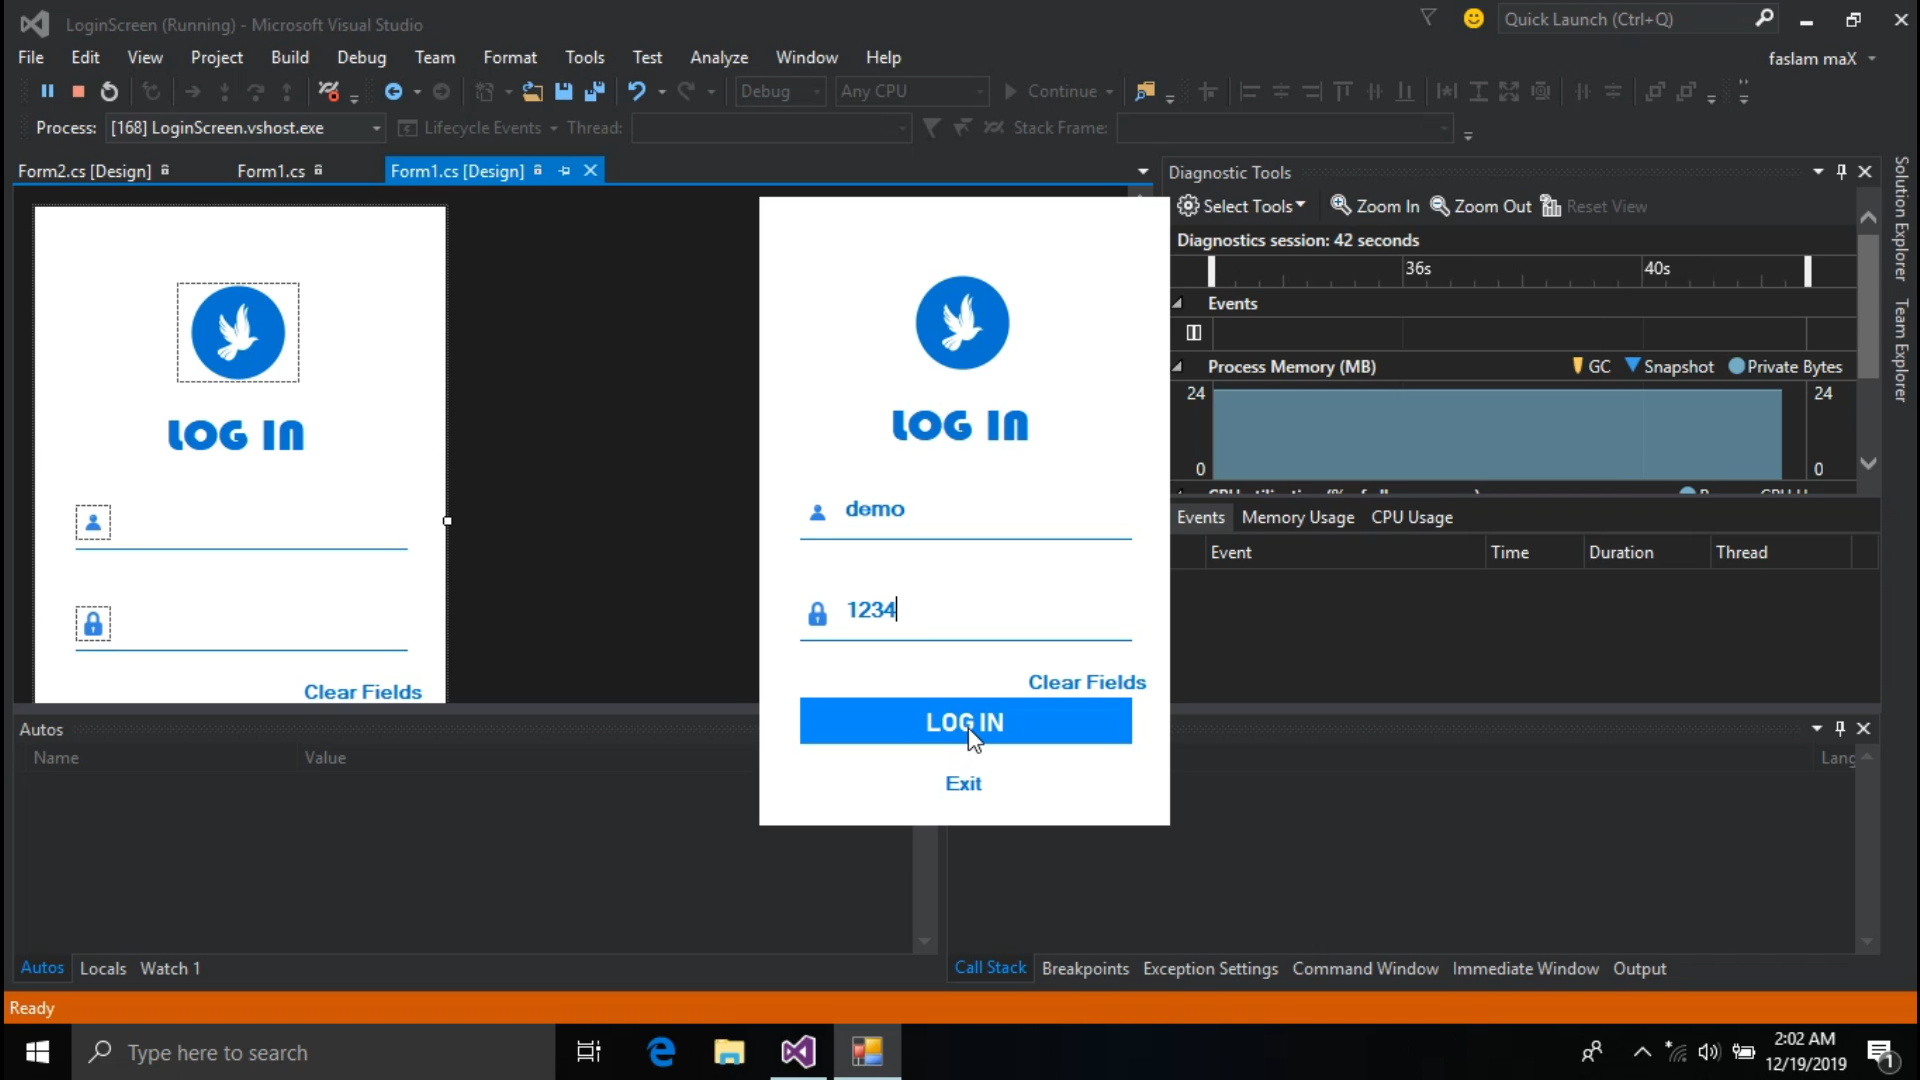 LoginScreen (Running) - Microsoft Visual Studio
Quick Launch (Ctrl+Q)
File Edit View Project Build Debug Team Format Tools Test Analyze Window Help
faslam maX
Debug Any CPU Continue
Process: [168] LoginScreen.vshost.exe Lifecycle Events Thread: Stack Frame:
Form2.cs [Design] Form1.cs Form1.cs [Design]
LOG IN
Clear Fields
LOG IN
demo
1234
Clear Fields
LOG IN
Exit
Diagnostic Tools
Select Tools Zoom In Zoom Out Reset View
Diagnostics session: 42 seconds
36s 40s
Events
Process Memory (MB) GC Snapshot Private Bytes
24 24
0 0
Events Memory Usage CPU Usage
Event Time Duration Thread
Solution Explorer
Team Explorer
Autos
Name Value
Lang
Autos Locals Watch 1
Call Stack Breakpoints Exception Settings Command Window Immediate Window Output
Ready
Type here to search
2:02 AM
12/19/2019
1